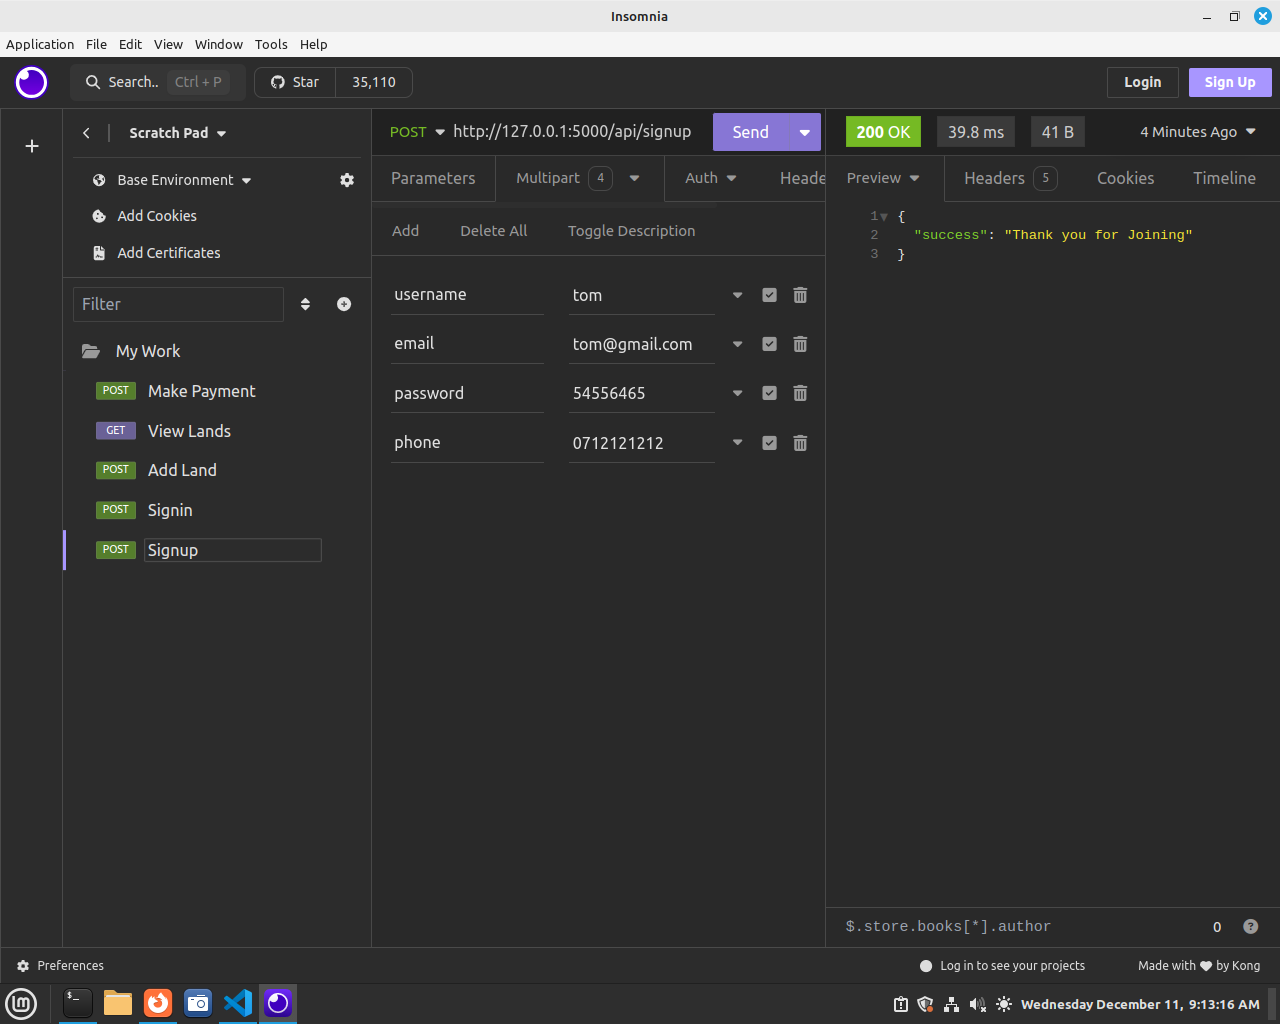 Insomnia
Application File Edit View Window Tools Help
Search.. Ctrl + P Star 35,110 Login Sign Up
Scratch Pad
Base Environment
Add Cookies
Add Certificates
Filter
My Work
POST Make Payment
GET View Lands
POST Add Land
POST Signin
POST Signup
POST http://127.0.0.1:5000/api/signup Send
Parameters Multipart 4 Auth Heade
Add Delete All Toggle Description
username tom
email tom@gmail.com
password 54556465
phone 0712121212
200 OK 39.8 ms 41 B 4 Minutes Ago
Preview Headers 5 Cookies Timeline
1 {
2 "success": "Thank you for Joining"
3 }
$.store.books[*].author 0 ?
Preferences Log in to see your projects Made with ❤ by Kong
Wednesday December 11, 9:13:16 AM